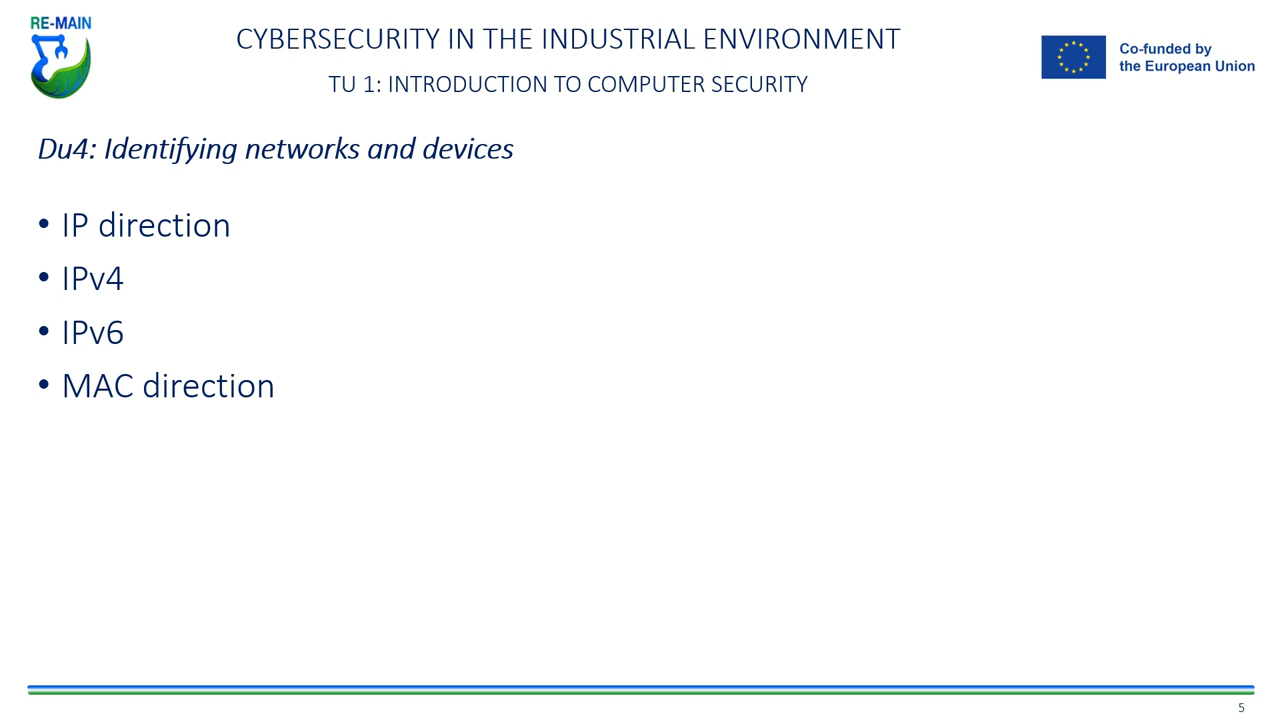 RE-MAIN
CYBERSECURITY IN THE INDUSTRIAL ENVIRONMENT
TU 1: INTRODUCTION TO COMPUTER SECURITY
Co-funded by
the European Union
Du4: Identifying networks and devices
• IP direction
• IPv4
• IPv6
• MAC direction
5